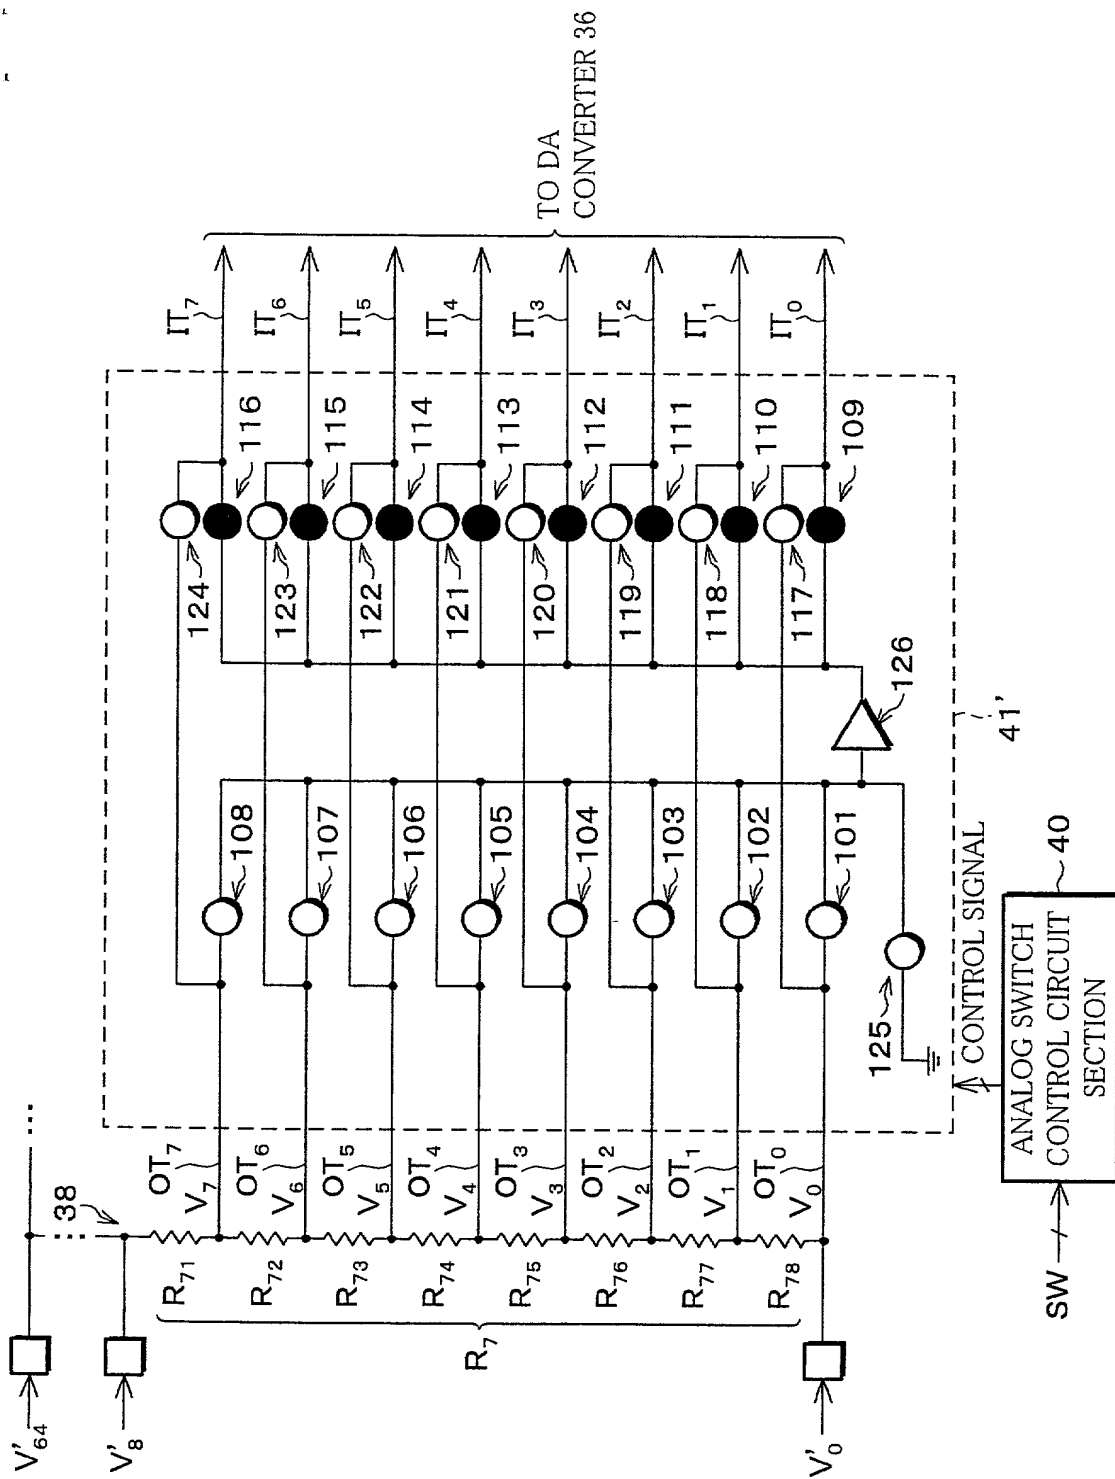 V'64
V'8
V'0
38
R71
R72
R73
R74
R75
R76
R77
R78
R7
OT7
V7
OT6
V6
OT5
V5
OT4
V4
OT3
V3
OT2
V2
OT1
V1
OT0
V0
108
107
106
105
104
103
102
101
125
126
124
123
122
121
120
119
118
117
116
115
114
113
112
111
110
109
IT7
IT6
IT5
IT4
IT3
IT2
IT1
IT0
TO DA
CONVERTER 36
41'
CONTROL SIGNAL
SW
ANALOG SWITCH
CONTROL CIRCUIT
SECTION
40